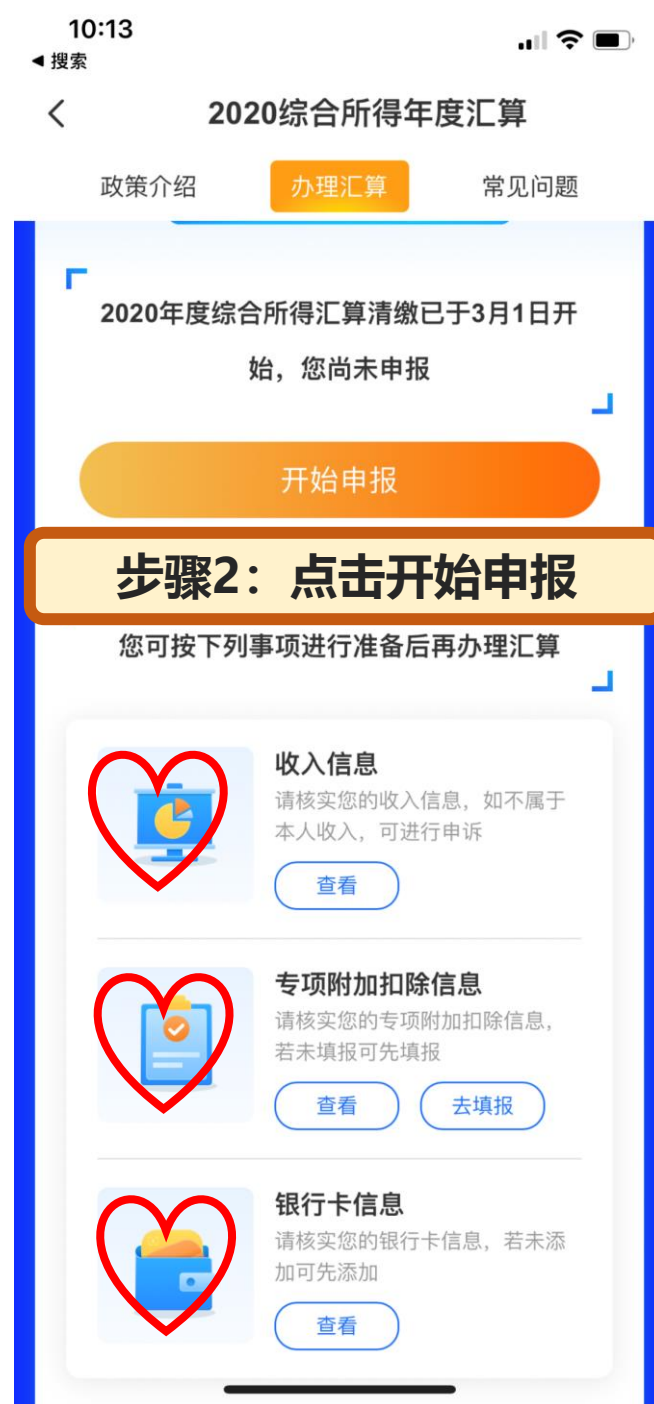 10:13
◀ 搜索
2020综合所得年度汇算
政策介绍 办理汇算 常见问题
2020年度综合所得汇算清缴已于3月1日开
始，您尚未申报
开始申报
步骤2：点击开始申报
您可按下列事项进行准备后再办理汇算
收入信息
请核实您的收入信息，如不属于
本人收入，可进行申诉
查看
专项附加扣除信息
请核实您的专项附加扣除信息，
若未填报可先填报
查看 去填报
银行卡信息
请核实您的银行卡信息，若未添
加可先添加
查看